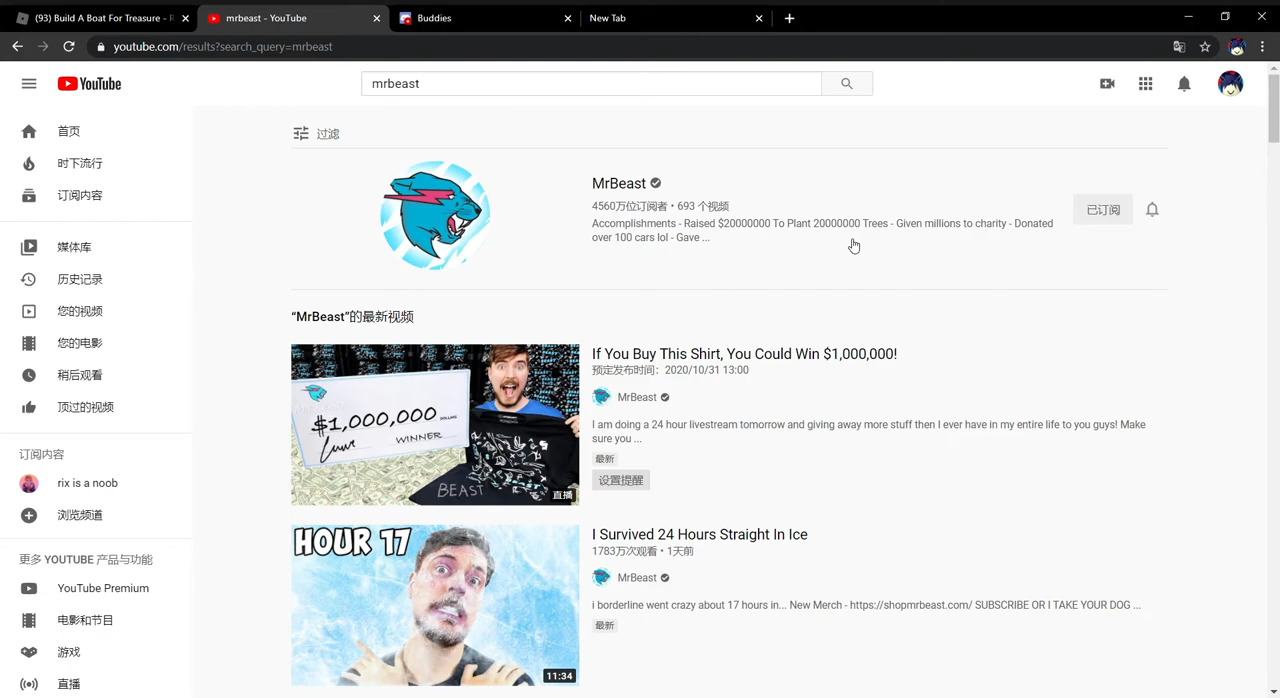 (93) Build A Boat For Treasure - R
mrbeast - YouTube
Buddies
New Tab
youtube.com/results?search_query=mrbeast
YouTube
mrbeast
首页
时下流行
订阅内容
媒体库
历史记录
您的视频
您的电影
稍后观看
顶过的视频
订阅内容
rix is a noob
浏览频道
更多 YOUTUBE 产品与功能
YouTube Premium
电影和节目
游戏
直播
过滤
MrBeast
4560万位订阅者 • 693 个视频
Accomplishments - Raised $20000000 To Plant 20000000 Trees - Given millions to charity - Donated
over 100 cars lol - Gave ...
已订阅
“MrBeast”的最新视频
$1,000,000
WINNER
BEAST
直播
If You Buy This Shirt, You Could Win $1,000,000!
预定发布时间：2020/10/31 13:00
MrBeast
I am doing a 24 hour livestream tomorrow and giving away more stuff then I ever have in my entire life to you guys! Make
sure you ...
最新
设置提醒
HOUR 17
11:34
I Survived 24 Hours Straight In Ice
1783万次观看 • 1天前
MrBeast
i borderline went crazy about 17 hours in... New Merch - https://shopmrbeast.com/ SUBSCRIBE OR I TAKE YOUR DOG ...
最新